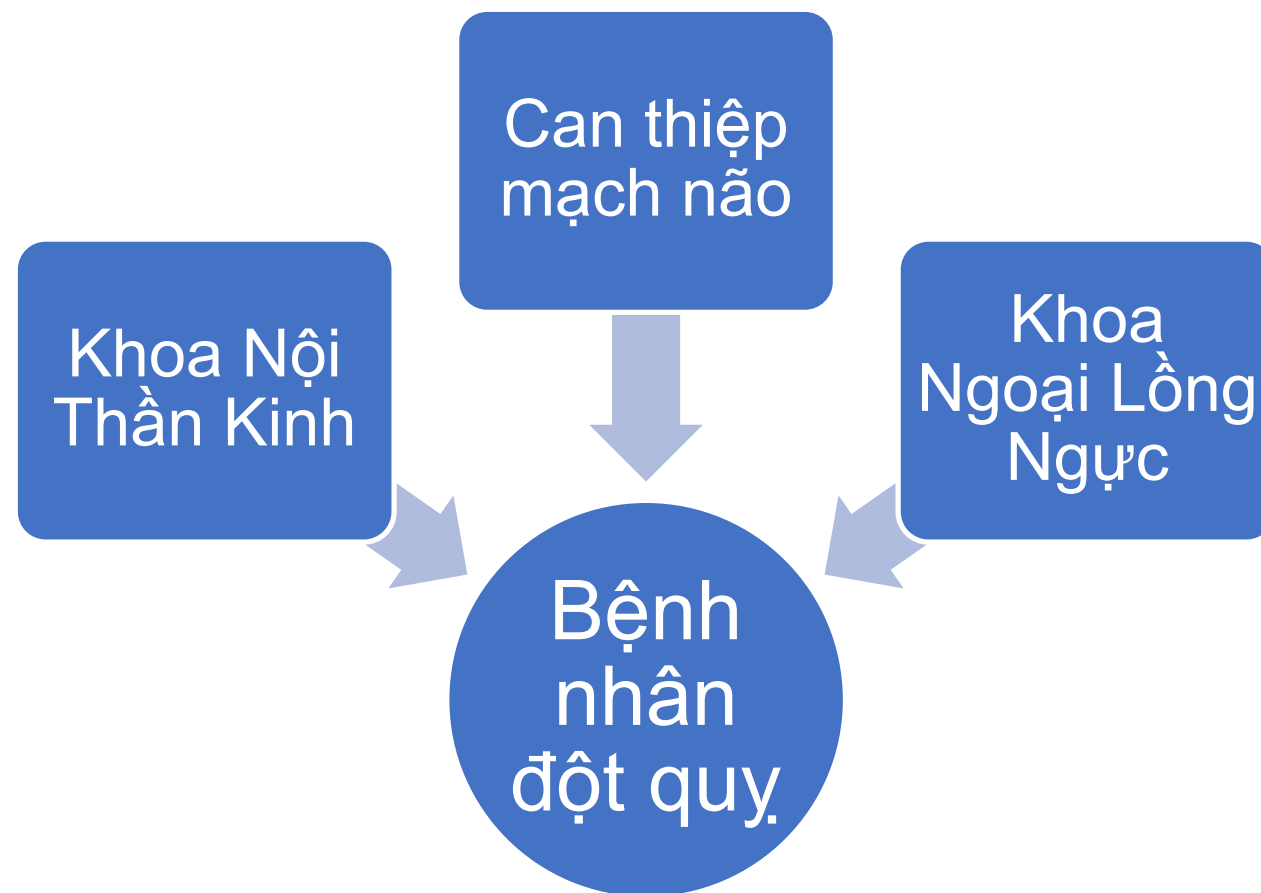 Can thiệp
mạch não
Khoa Nội
Thần Kinh
Khoa
Ngoại Lồng
Ngực
Bệnh
nhân
đột quỵ